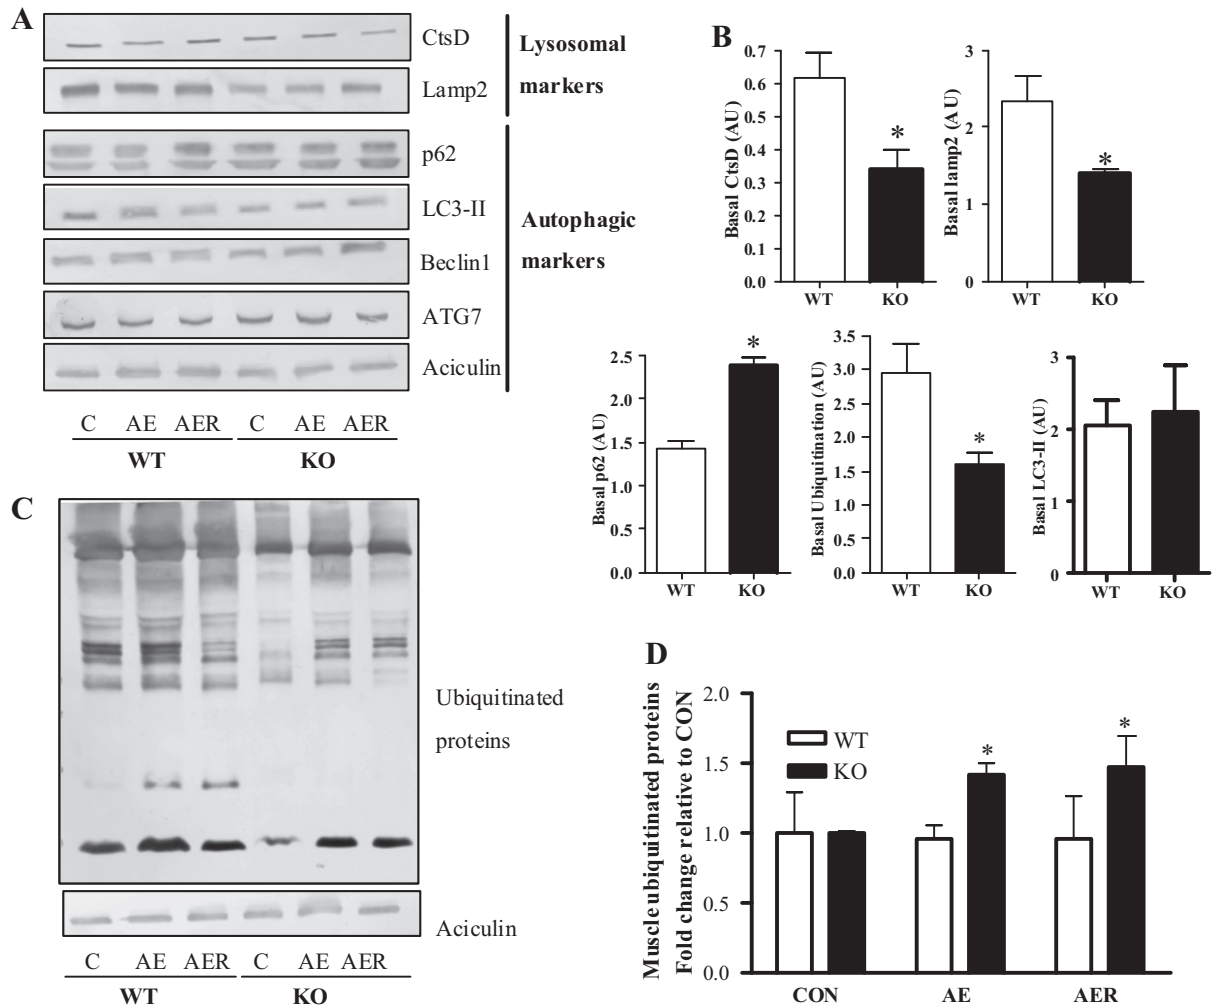 A
CtsD
Lamp2
Lysosomal
markers
p62
LC3-II
Beclin1
ATG7
Aciculin
Autophagic
markers
C AE AER C AE AER
WT KO
B
Basal CtsD (AU)
0.7
0.6
0.5
0.4
0.3
0.2
0.1
0.0
*
WT KO
Basal lamp2 (AU)
3
2
1
0
*
WT KO
Basal p62 (AU)
2.5
2.0
1.5
1.0
0.5
0.0
*
WT KO
Basal Ubiquitination (AU)
3.5
3.0
2.5
2.0
1.5
1.0
0.5
0.0
*
WT KO
Basal LC3-II (AU)
3
2
1
0
WT KO
C
Ubiquitinated
proteins
Aciculin
C AE AER C AE AER
WT KO
D
Muscle ubiquitinated proteins
Fold change relative to CON
2.0
1.5
1.0
0.5
0.0
WT
KO
* *
CON AE AER